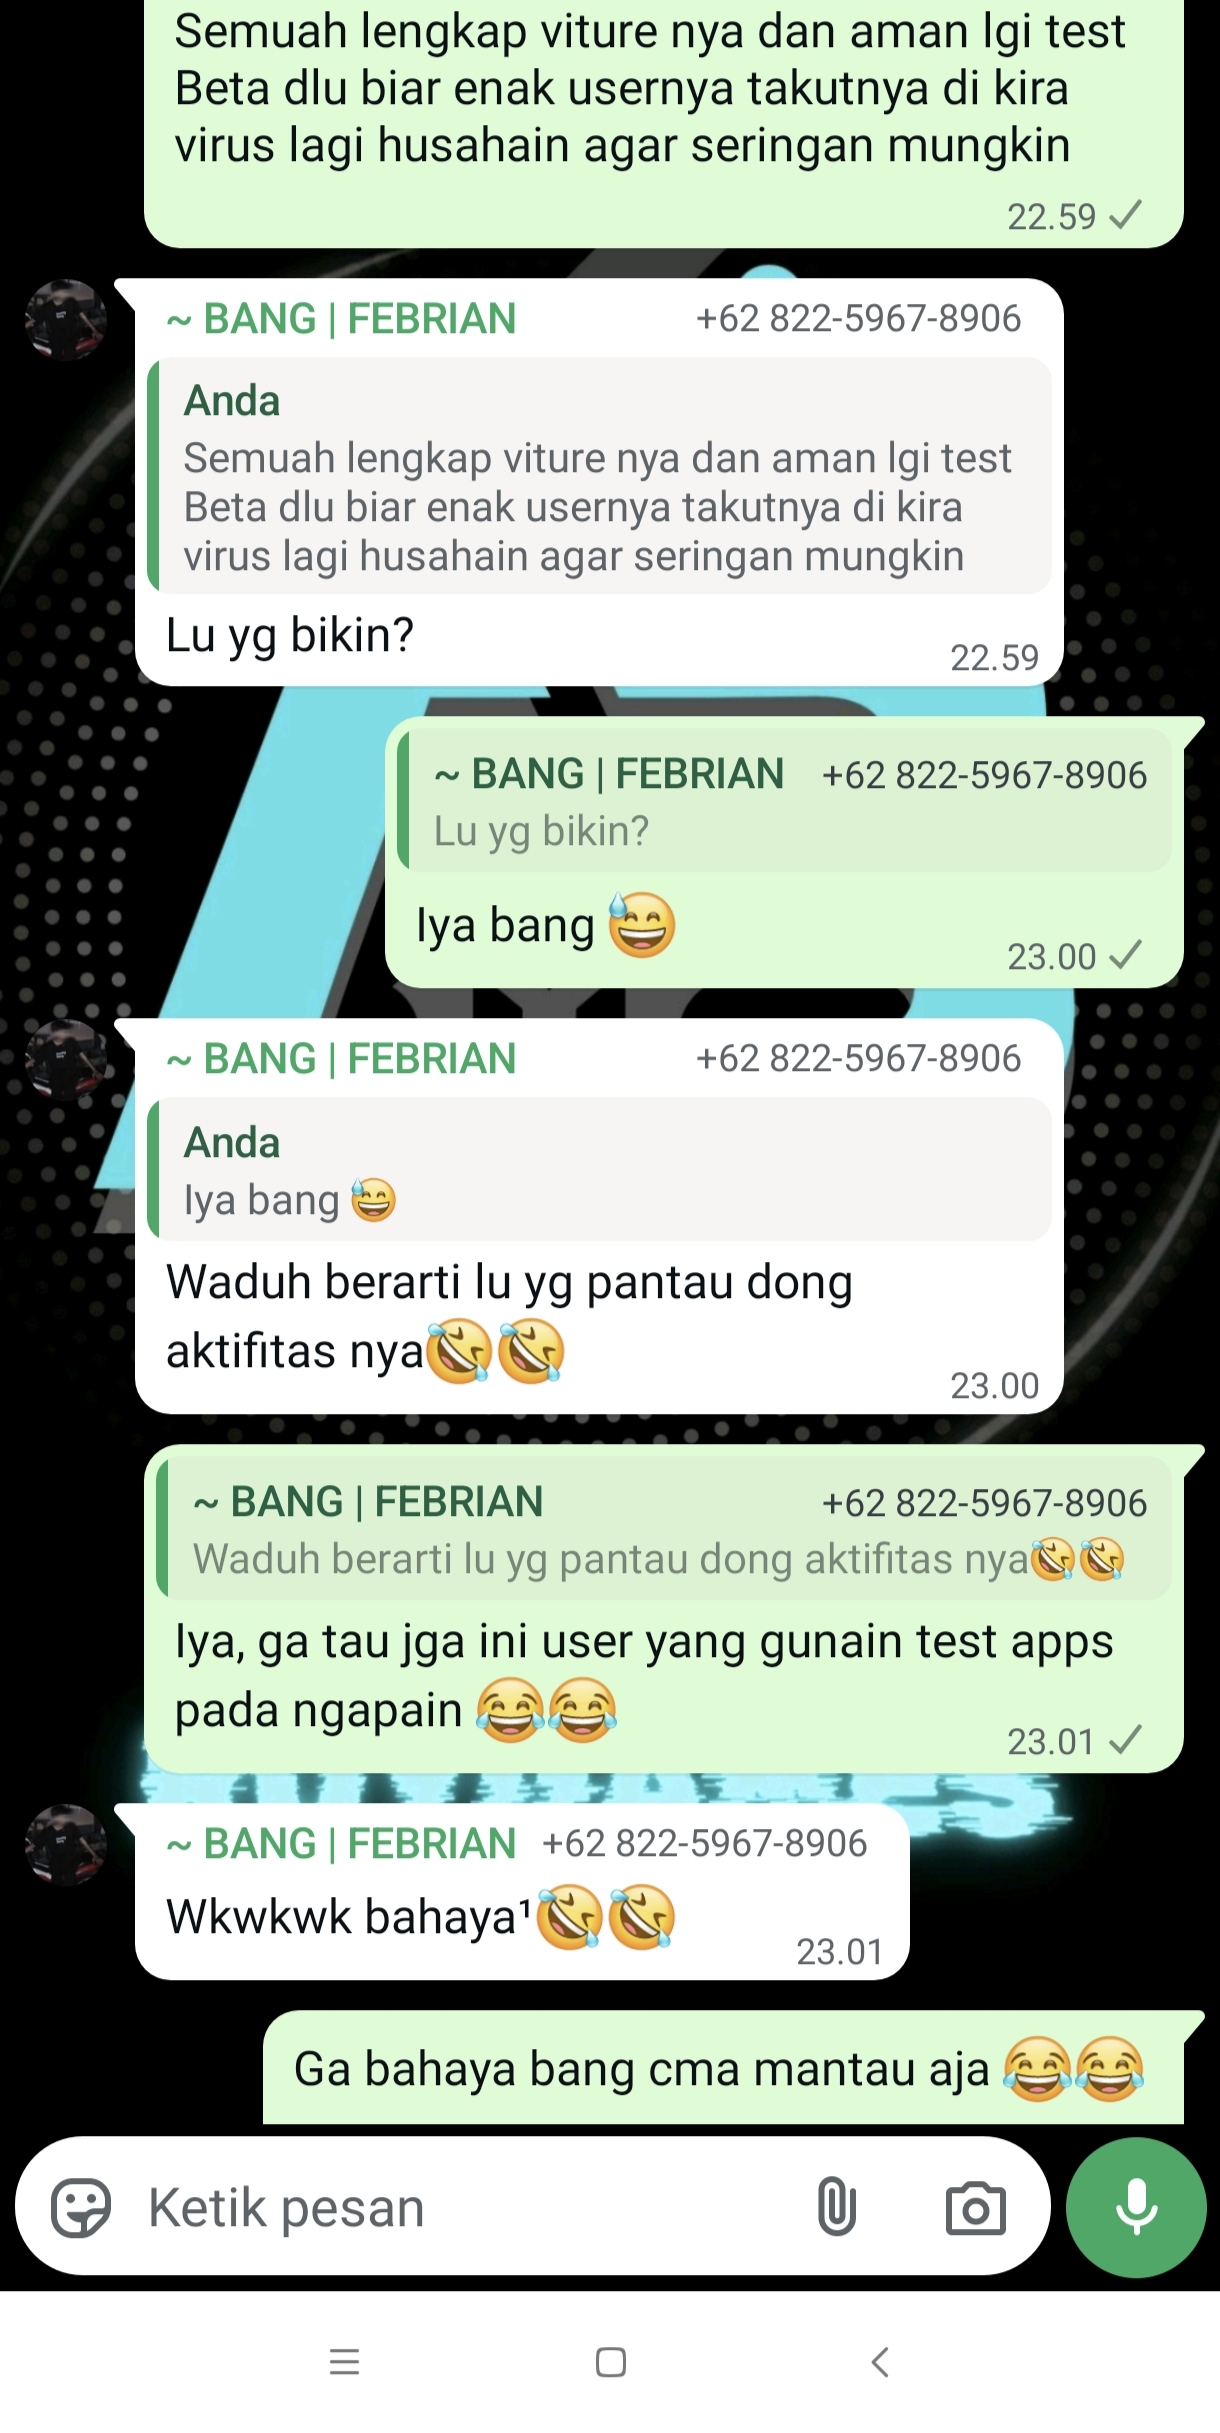 Semuah lengkap viture nya dan aman lgi test
Beta dlu biar enak usernya takutnya di kira
virus lagi husahain agar seringan mungkin
22.59
~ BANG | FEBRIAN +62 822-5967-8906
Anda
Semuah lengkap viture nya dan aman lgi test
Beta dlu biar enak usernya takutnya di kira
virus lagi husahain agar seringan mungkin
Lu yg bikin?
22.59
~ BANG | FEBRIAN +62 822-5967-8906
Lu yg bikin?
Iya bang 😅
23.00
~ BANG | FEBRIAN +62 822-5967-8906
Anda
Iya bang 😅
Waduh berarti lu yg pantau dong
aktifitas nya🤣🤣
23.00
~ BANG | FEBRIAN +62 822-5967-8906
Waduh berarti lu yg pantau dong aktifitas nya🤣🤣
Iya, ga tau jga ini user yang gunain test apps
pada ngapain 😂😂
23.01
~ BANG | FEBRIAN +62 822-5967-8906
Wkwkwk bahaya¹🤣🤣
23.01
Ga bahaya bang cma mantau aja 😂😂
Ketik pesan